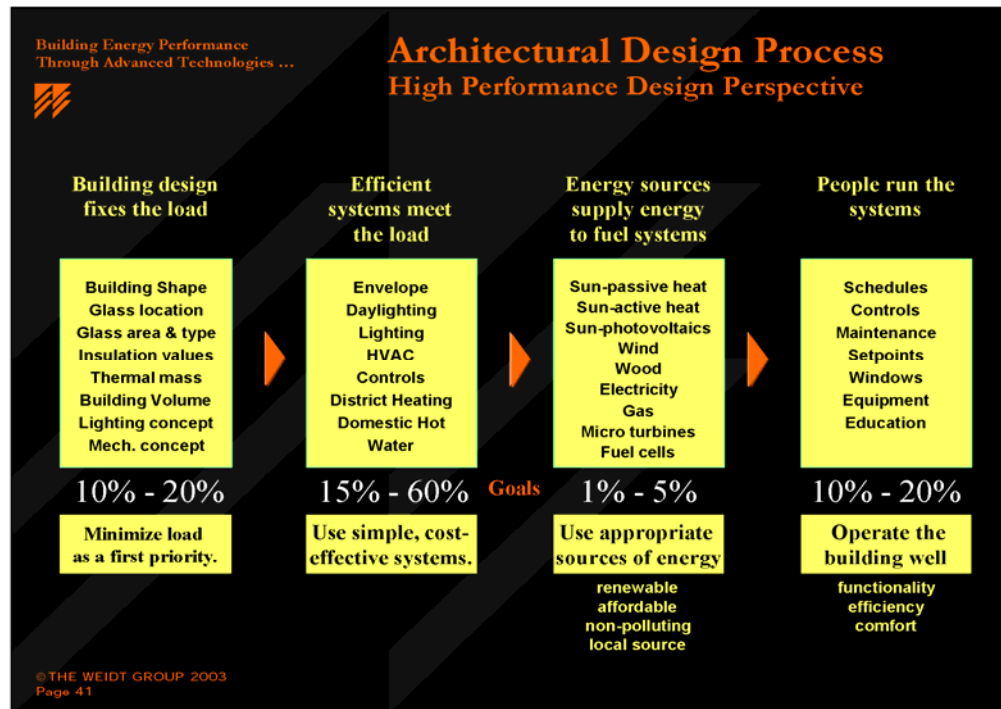 Building Energy Performance
Through Advanced Technologies ...
Architectural Design Process
High Performance Design Perspective
Building design
fixes the load
Building Shape
Glass location
Glass area & type
Insulation values
Thermal mass
Building Volume
Lighting concept
Mech. concept
10% - 20%
Minimize load
as a first priority.
Efficient
systems meet
the load
Envelope
Daylighting
Lighting
HVAC
Controls
District Heating
Domestic Hot
Water
15% - 60%
Use simple, cost-
effective systems.
Goals
Energy sources
supply energy
to fuel systems
Sun-passive heat
Sun-active heat
Sun-photovoltaics
Wind
Wood
Electricity
Gas
Micro turbines
Fuel cells
1% - 5%
Use appropriate
sources of energy
renewable
affordable
non-polluting
local source
People run the
systems
Schedules
Controls
Maintenance
Setpoints
Windows
Equipment
Education
10% - 20%
Operate the
building well
functionality
efficiency
comfort
©THE WEIDT GROUP 2003
Page 41